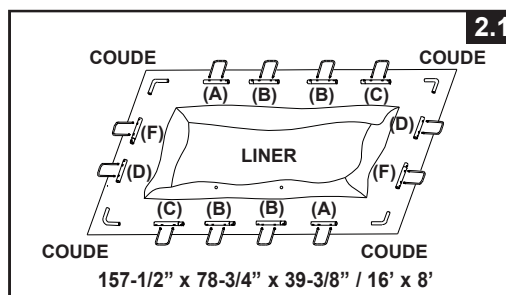 2.1
COUDE COUDE
(A) (B) (B) (C)
(F) (D)
LINER
(D) (F)
(C) (B) (B) (A)
COUDE COUDE
157-1/2” x 78-3/4” x 39-3/8” / 16’ x 8’